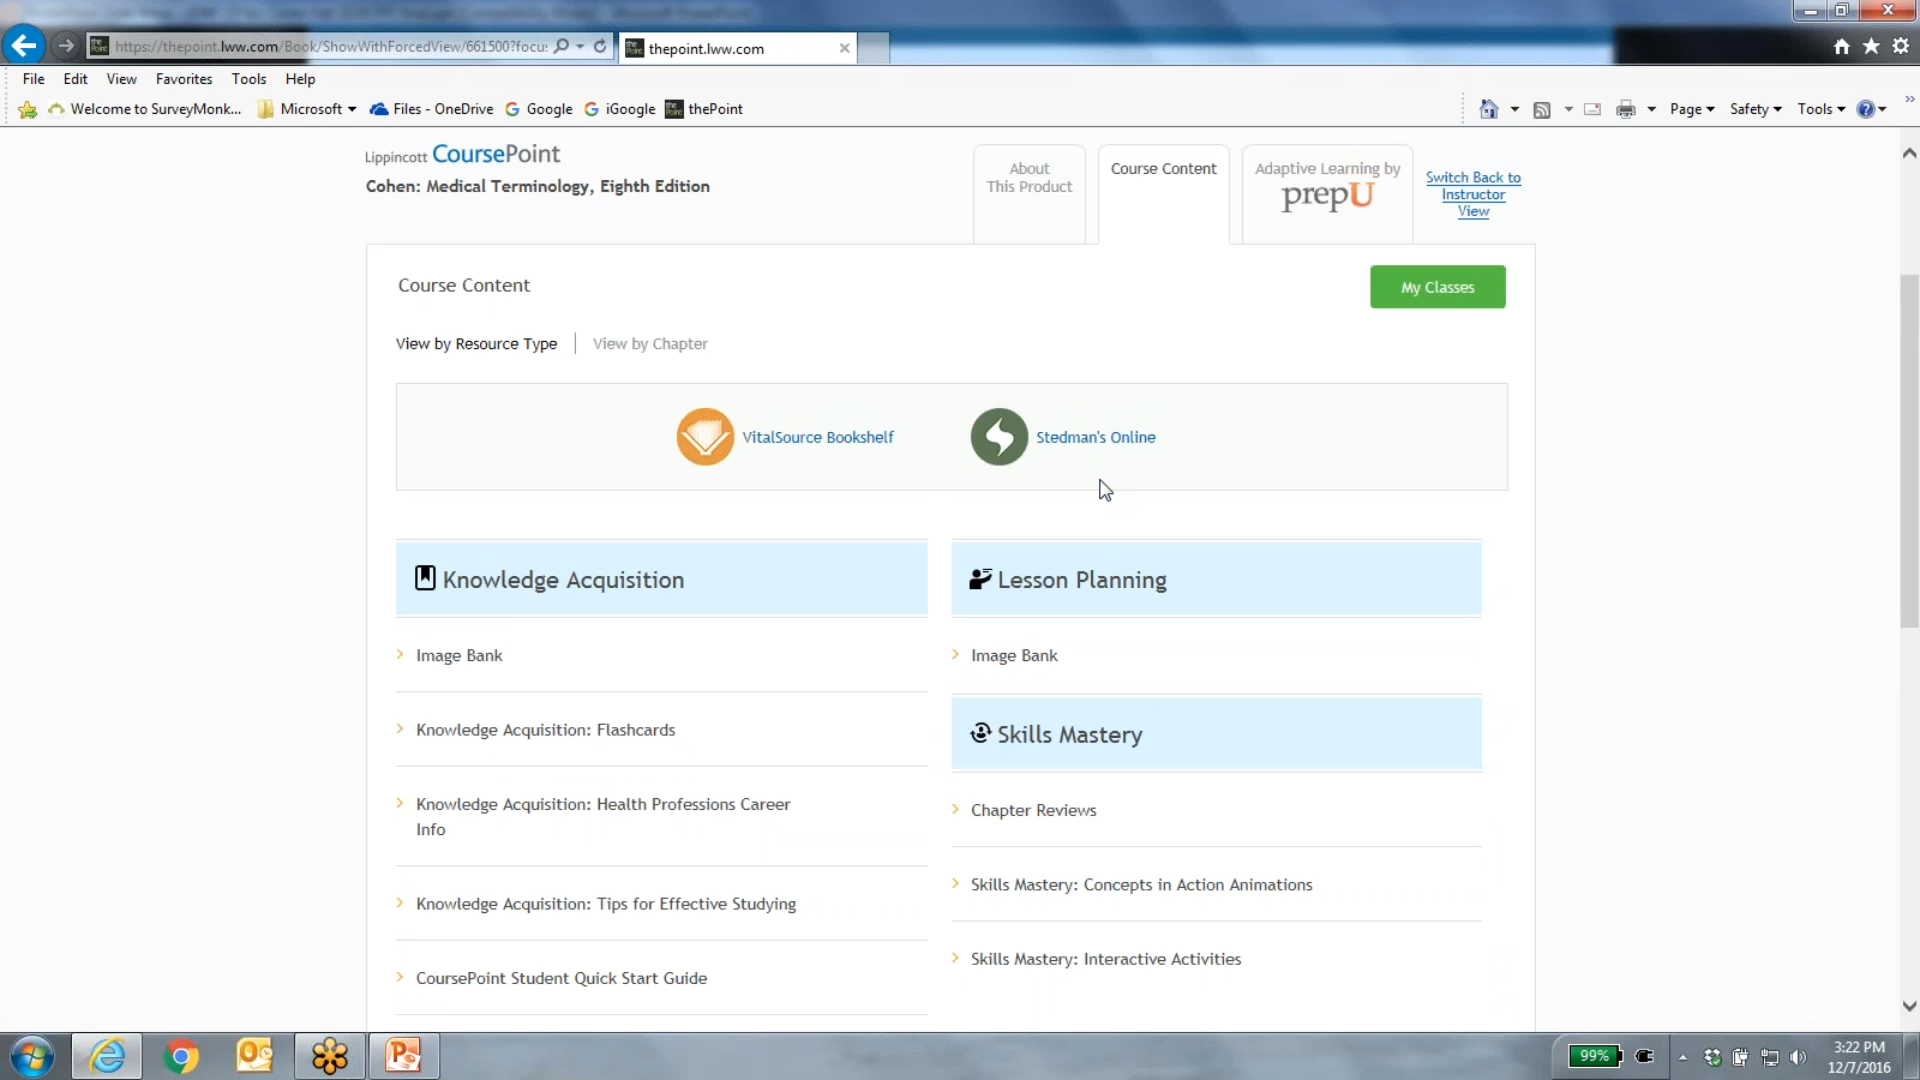 https://thepoint.lww.com/Book/ShowWithForcedView/661500?focu:
thepoint.lww.com
File Edit View Favorites Tools Help
Welcome to SurveyMonk... Microsoft Files - OneDrive Google iGoogle thePoint
Page Safety Tools
Lippincott CoursePoint
Cohen: Medical Terminology, Eighth Edition
About
This Product
Course Content
Adaptive Learning by
prepU
Switch Back to
Instructor
View
Course Content
My Classes
View by Resource Type
View by Chapter
VitalSource Bookshelf
Stedman's Online
Knowledge Acquisition
Image Bank
Knowledge Acquisition: Flashcards
Knowledge Acquisition: Health Professions Career
Info
Knowledge Acquisition: Tips for Effective Studying
CoursePoint Student Quick Start Guide
Lesson Planning
Image Bank
Skills Mastery
Chapter Reviews
Skills Mastery: Concepts in Action Animations
Skills Mastery: Interactive Activities
99%
3:22 PM
12/7/2016